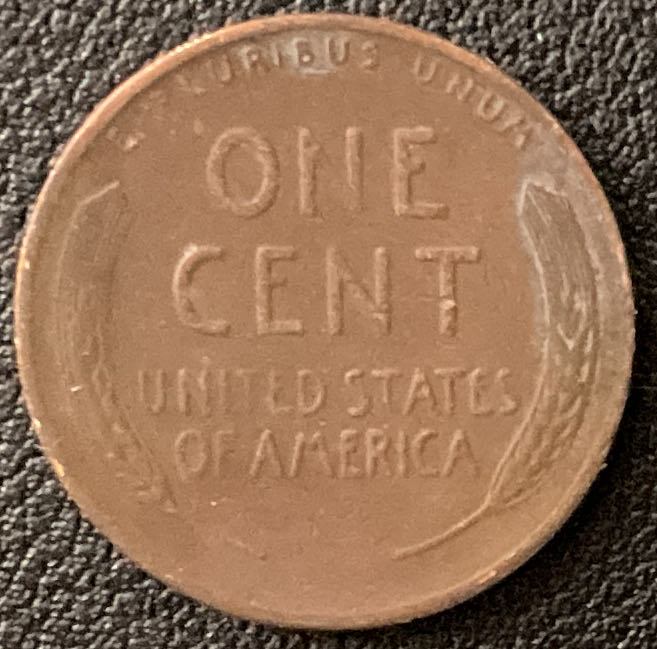 E PLURIBUS UNUM
ONE
CENT
UNITED STATES
OF AMERICA